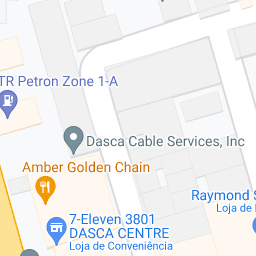 TR Petron Zone 1-A
Dasca Cable Services, Inc
Amber Golden Chain
Raymond
Loja de
7-Eleven 3801
DASCA CENTRE
Loja de Conveniência